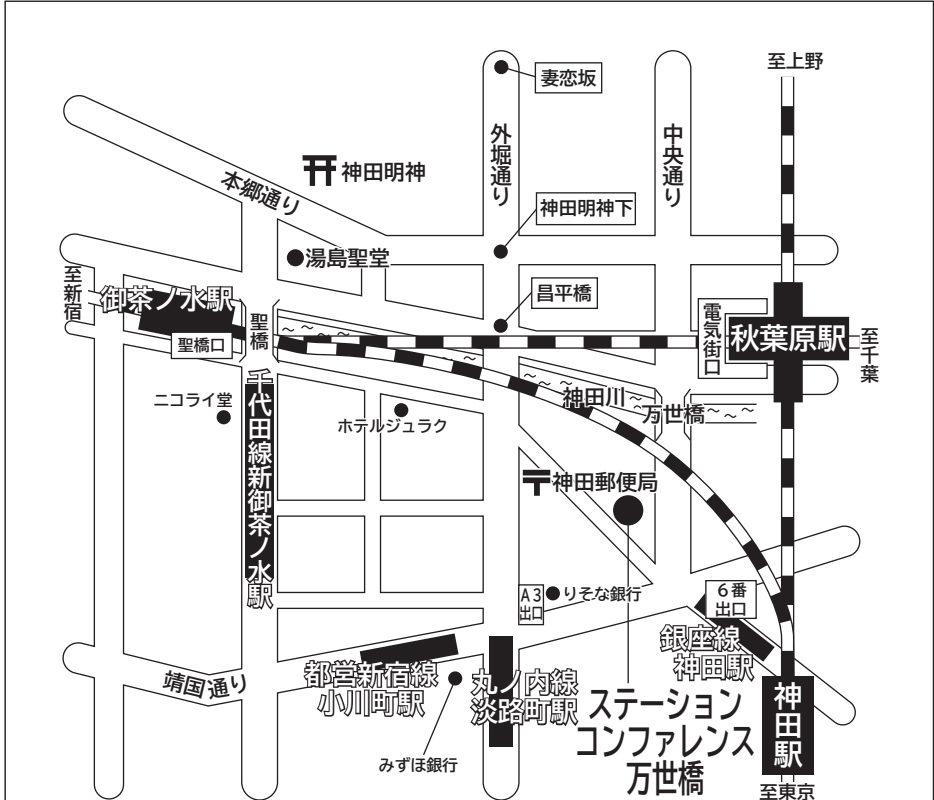 至上野
妻恋坂
外堀通り
中央通り
神田明神
本郷通り
神田明神下
湯島聖堂
至新宿
御茶ノ水駅
聖橋口
聖橋
昌平橋
電気街口
秋葉原駅
至千葉
ニコライ堂
ホテルジュラク
神田川
万世橋
千代田線新御茶ノ水駅
神田郵便局
A3
出口
りそな銀行
6番
出口
銀座線
神田駅
靖国通り
都営新宿線
小川町駅
丸ノ内線
淡路町駅
みずほ銀行
ステーション
コンファレンス
万世橋
神田駅
至東京